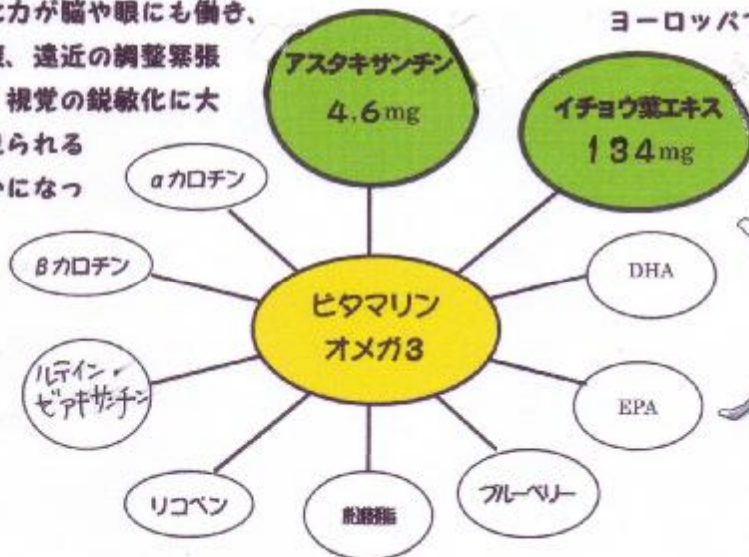 力が脳や眼にも働き、
、遠近の調整緊張
視覚の鋭敏化に大
見られる
になっ
ヨーロッパ
アスタキサンチン
4.6mg
イチョウ葉エキス
134mg
αカロチン
βカロチン
DHA
ビタマリン
オメガ3
ルテイン・
ゼアキサンチン
EPA
リコペン
ブルーベリー